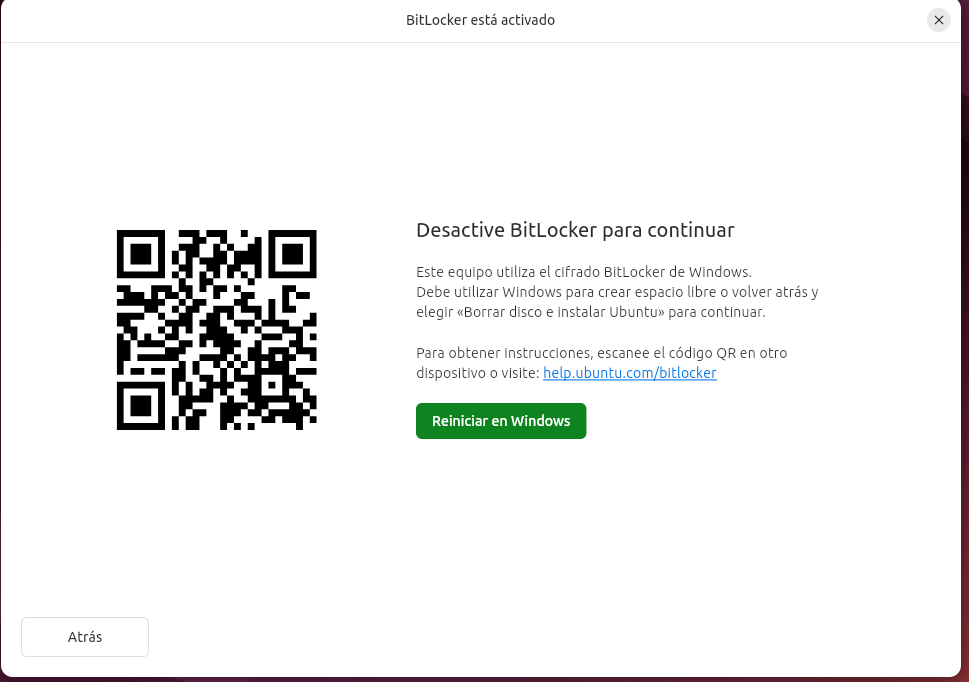 BitLocker está activado
Desactive BitLocker para continuar
Este equipo utiliza el cifrado BitLocker de Windows.
Debe utilizar Windows para crear espacio libre o volver atrás y
elegir «Borrar disco e instalar Ubuntu» para continuar.
Para obtener instrucciones, escanee el código QR en otro
dispositivo o visite: help.ubuntu.com/bitlocker
Reiniciar en Windows
Atrás